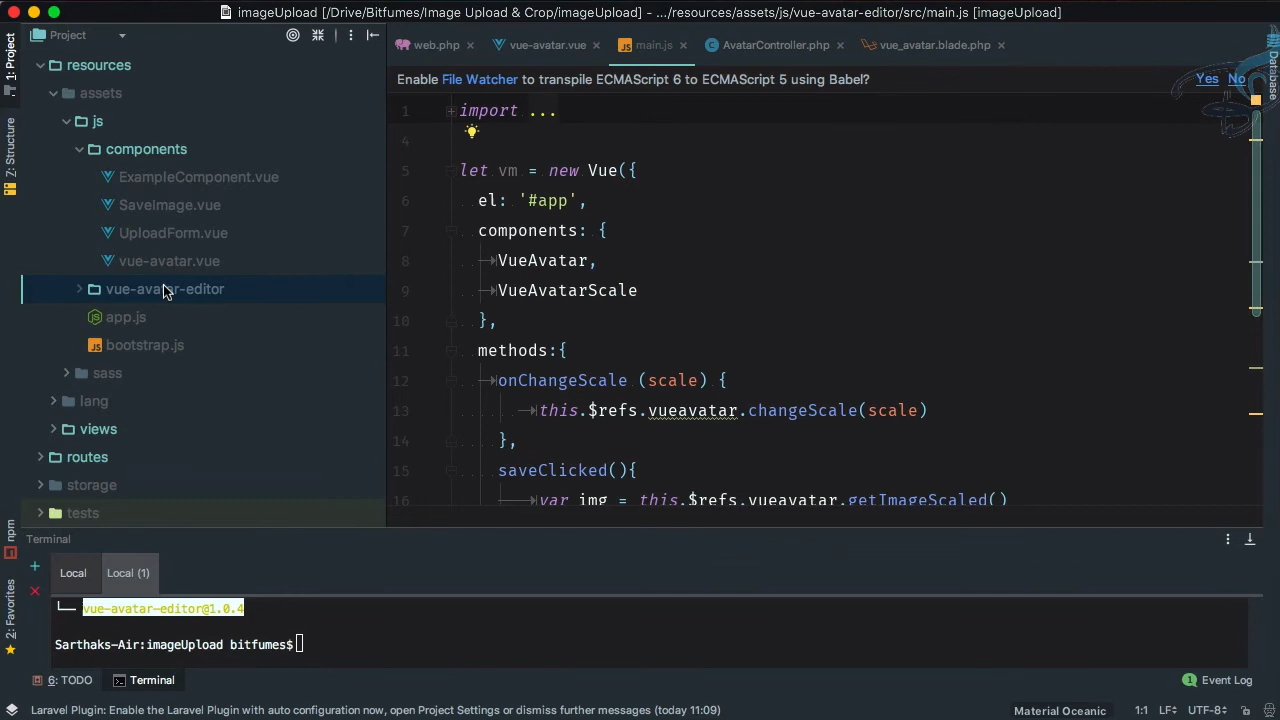 imageUpload [/Drive/Bitfumes/Image Upload & Crop/imageUpload] - .../resources/assets/js/vue-avatar-editor/src/main.js [imageUpload]
1: Project
Z: Structure
npm
2: Favorites
Database
Project
resources
assets
js
components
ExampleComponent.vue
SaveImage.vue
UploadForm.vue
vue-avatar.vue
vue-avatar-editor
app.js
bootstrap.js
sass
lang
views
routes
storage
tests
web.php
vue-avatar.vue
main.js
AvatarController.php
vue_avatar.blade.php
Enable File Watcher to transpile ECMAScript 6 to ECMAScript 5 using Babel?
Yes No
1 import ...
4
5 let vm = new Vue({
6 el: '#app',
7 components: {
8 VueAvatar,
9 VueAvatarScale
10 },
11 methods:{
12 onChangeScale (scale) {
13 this.$refs.vueavatar.changeScale(scale)
14 },
15 saveClicked(){
16 var img = this.$refs.vueavatar.getImageScaled()
Terminal
Local
Local (1)
└── vue-avatar-editor@1.0.4
Sarthaks-Air:imageUpload bitfumes$
6: TODO
Terminal
1 Event Log
Laravel Plugin: Enable the Laravel Plugin with auto configuration now, open Project Settings or dismiss further messages (today 11:09)
Material Oceanic
1:1
LF
UTF-8